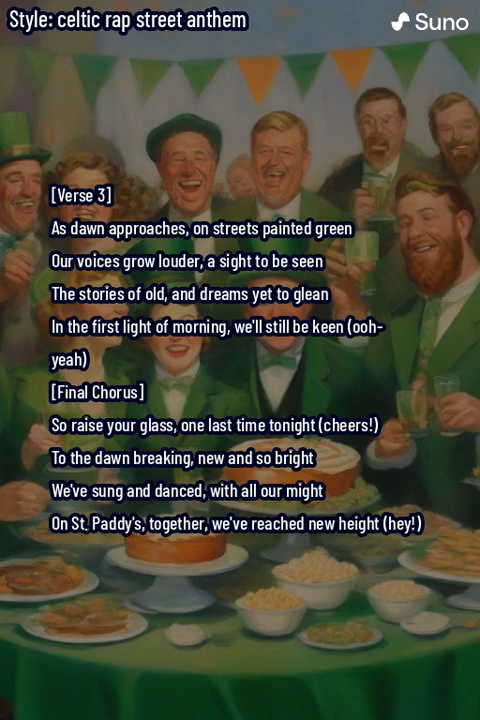 Style: celtic rap street anthem
Suno
[Verse 3]
As dawn approaches, on streets painted green
Our voices grow louder, a sight to be seen
The stories of old, and dreams yet to glean
In the first light of morning, we'll still be keen (ooh-
yeah)
[Final Chorus]
So raise your glass, one last time tonight (cheers!)
To the dawn breaking, new and so bright
We've sung and danced, with all our might
On St. Paddy's, together, we've reached new height (hey!)